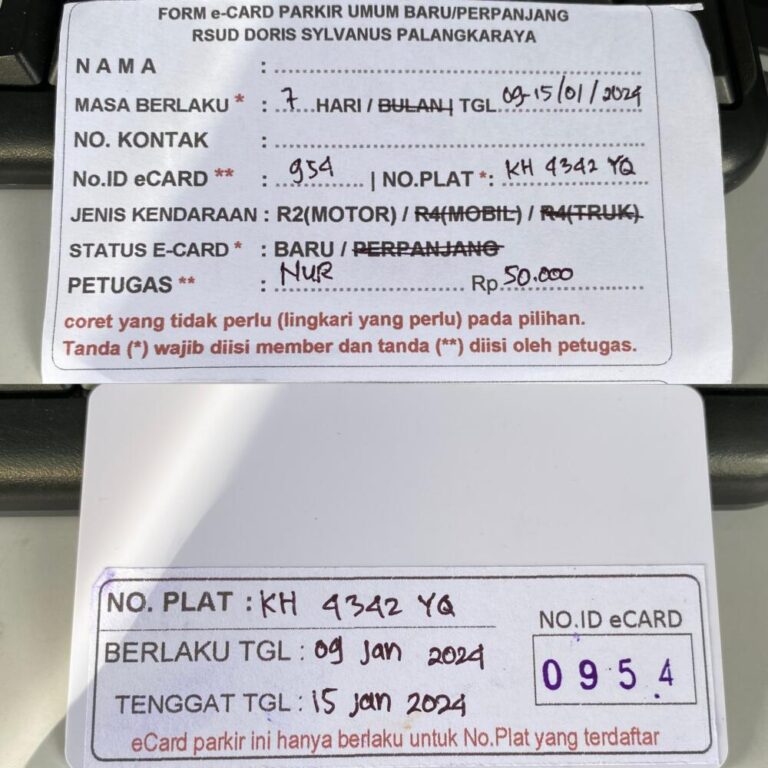 FORM e-CARD PARKIR UMUM BARU/PERPANJANG
RSUD DORIS SYLVANUS PALANGKARAYA
NAMA : ........................................
MASA BERLAKU * : ..7... HARI / BULAN | TGL 09-15/01/2024
NO. KONTAK : ........................................
No.ID eCARD ** : 954 | NO.PLAT *: KH 4342 YQ
JENIS KENDARAAN : R2(MOTOR) / R4(MOBIL) / R4(TRUK)
STATUS E-CARD * : BARU / PERPANJANG
PETUGAS ** : NUR Rp 50.000
coret yang tidak perlu (lingkari yang perlu) pada pilihan.
Tanda (*) wajib diisi member dan tanda (**) diisi oleh petugas.
NO. PLAT : KH 4342 YQ
BERLAKU TGL : 09 Jan 2024
TENGGAT TGL : 15 Jan 2024
NO.ID eCARD
0954
eCard parkir ini hanya berlaku untuk No.Plat yang terdaftar